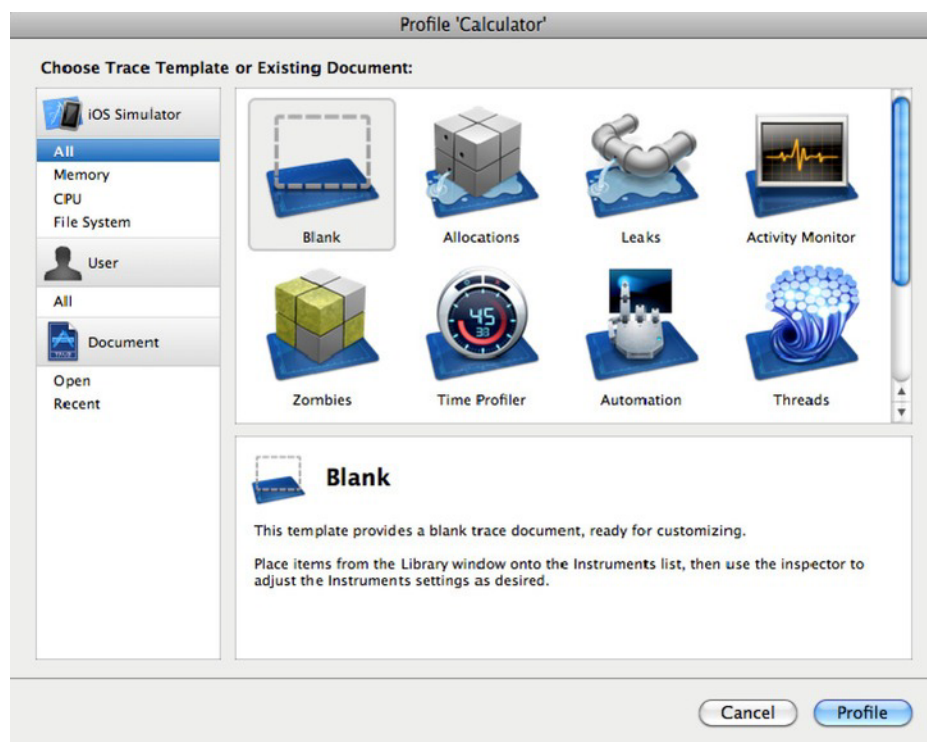 Profile 'Calculator'
Choose Trace Template or Existing Document:
iOS Simulator
All
Memory
CPU
File System
User
All
Document
Open
Recent
Blank
Allocations
Leaks
Activity Monitor
Zombies
Time Profiler
Automation
Threads
45
33
Blank
This template provides a blank trace document, ready for customizing.
Place items from the Library window onto the Instruments list, then use the inspector to
adjust the Instruments settings as desired.
Cancel
Profile